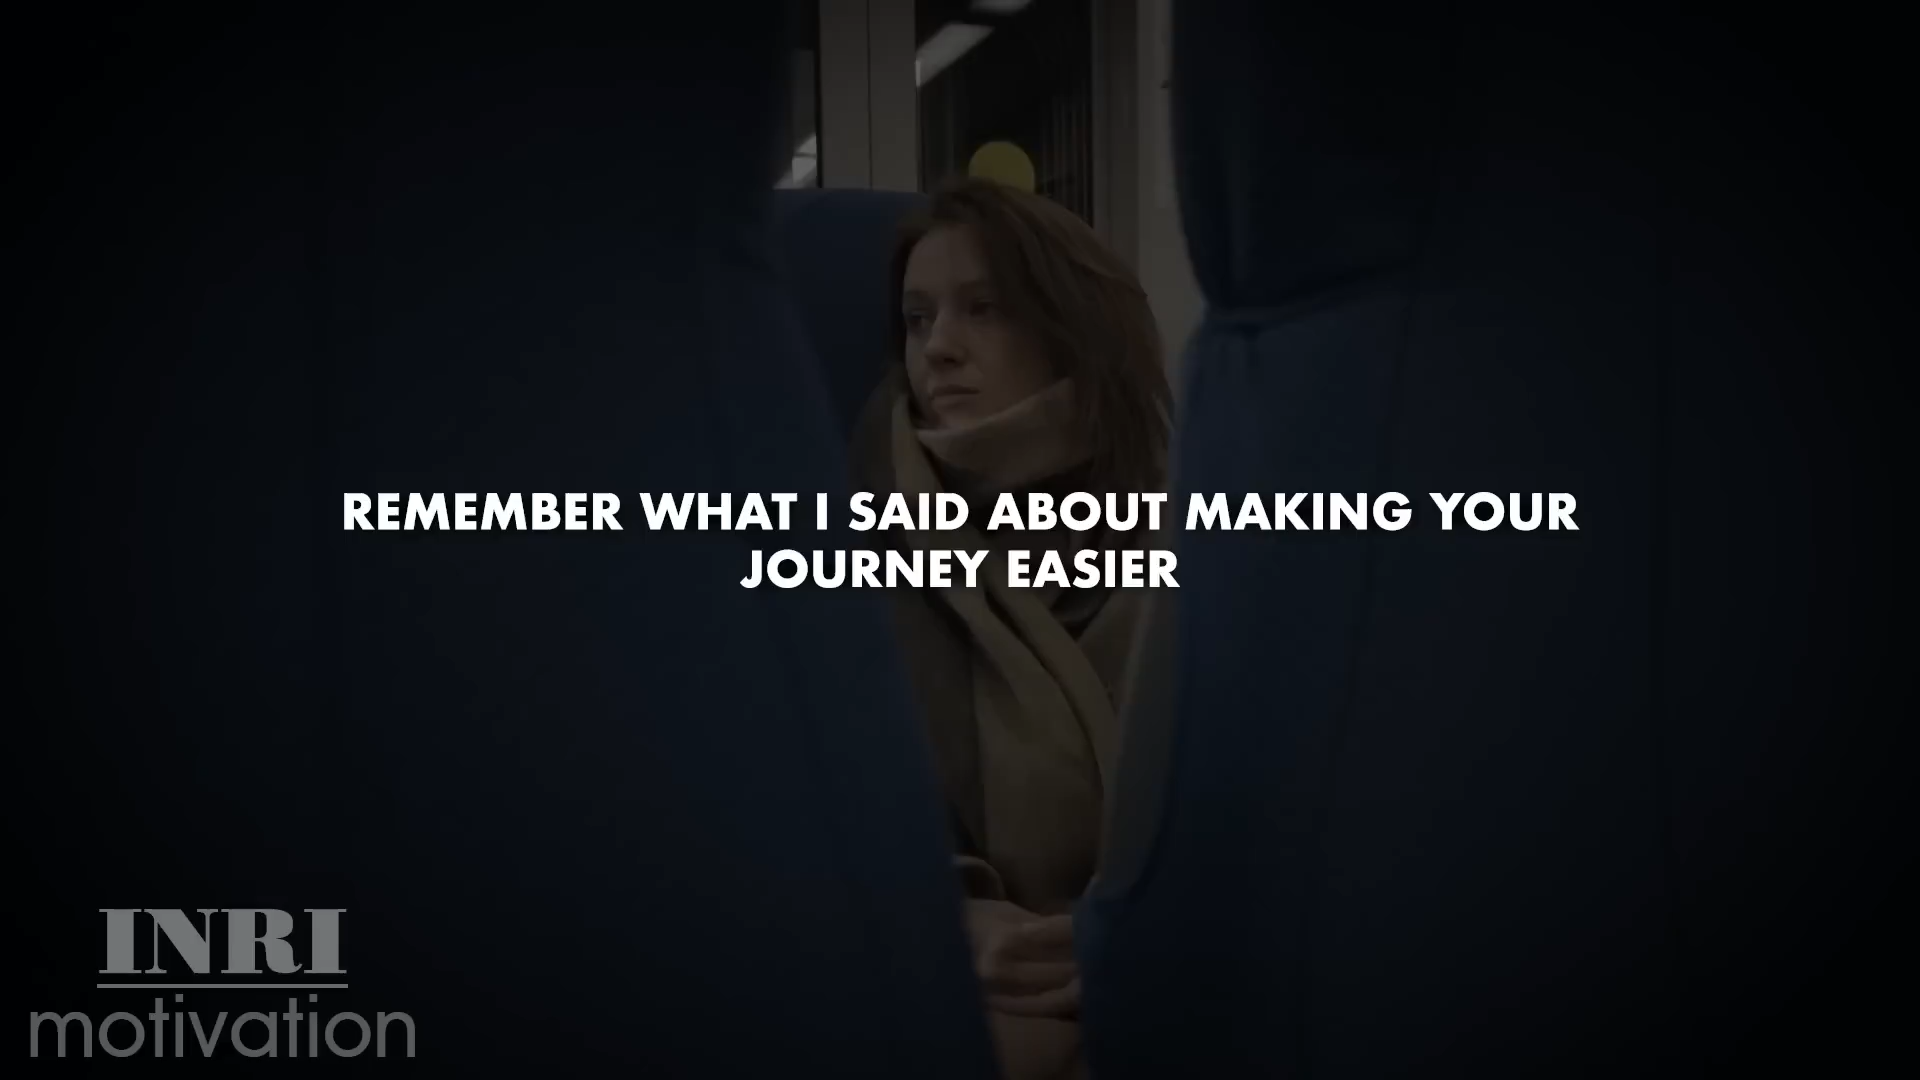 REMEMBER WHAT I SAID ABOUT MAKING YOUR
JOURNEY EASIER
INRI
motivation